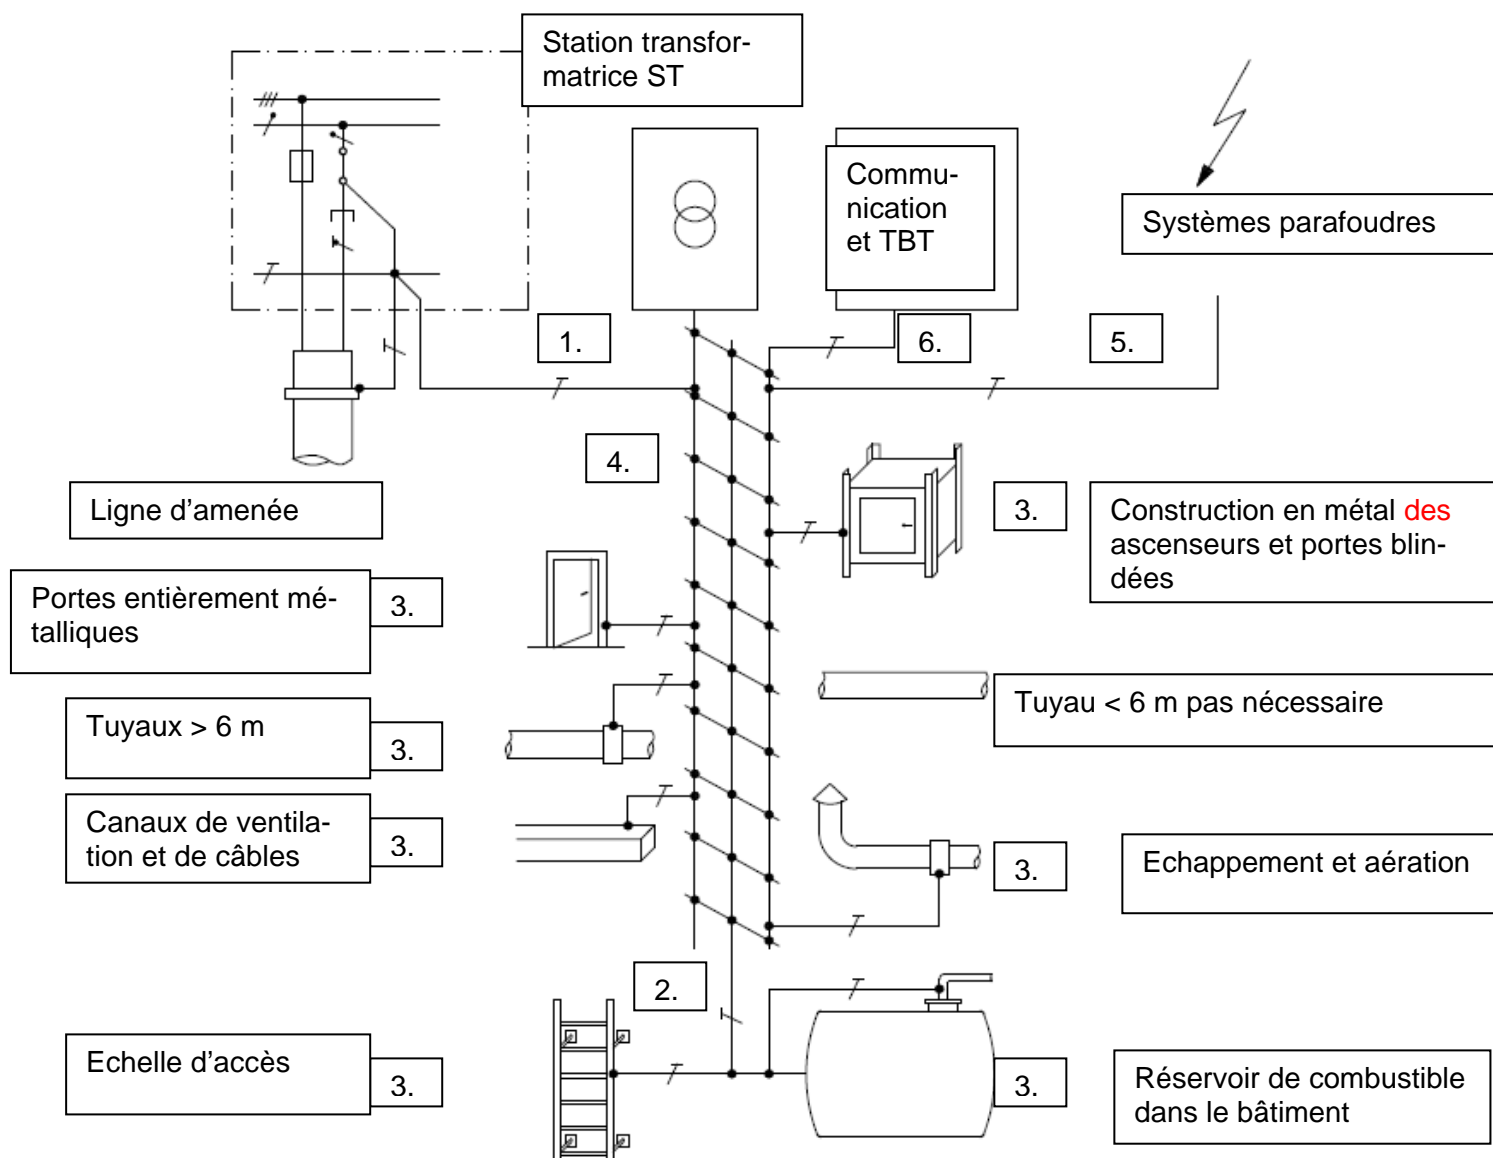 Station transfor-
matrice ST
Commu-
nication
et TBT
Systèmes parafoudres
1.
6.
5.
4.
Ligne d'amenée
3.
Construction en métal des
ascenseurs et portes blin-
dées
Portes entièrement mé-
talliques
3.
Tuyaux > 6 m
3.
Tuyau < 6 m pas nécessaire
Canaux de ventila-
tion et de câbles
3.
3.
Echappement et aération
2.
Echelle d'accès
3.
3.
Réservoir de combustible
dans le bâtiment